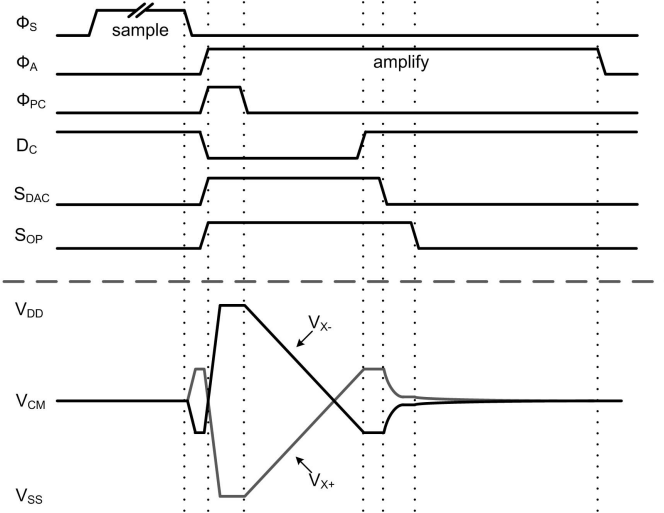 Φ_S
sample
Φ_A
amplify
Φ_PC
D_C
S_DAC
S_OP
V_DD
V_X-
V_CM
V_X+
V_SS